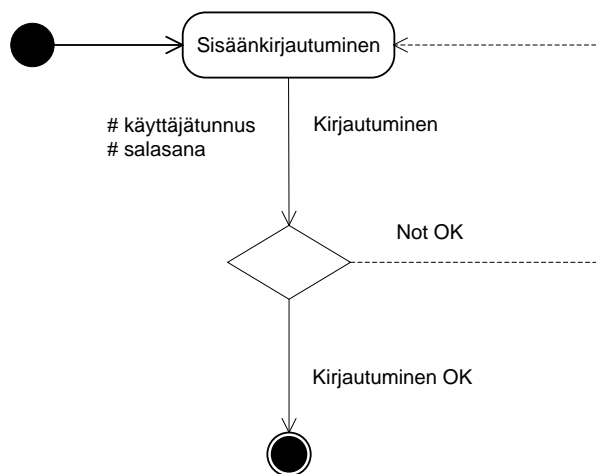 Sisäänkirjautuminen
# käyttäjätunnus
# salasana
Kirjautuminen
Not OK
Kirjautuminen OK